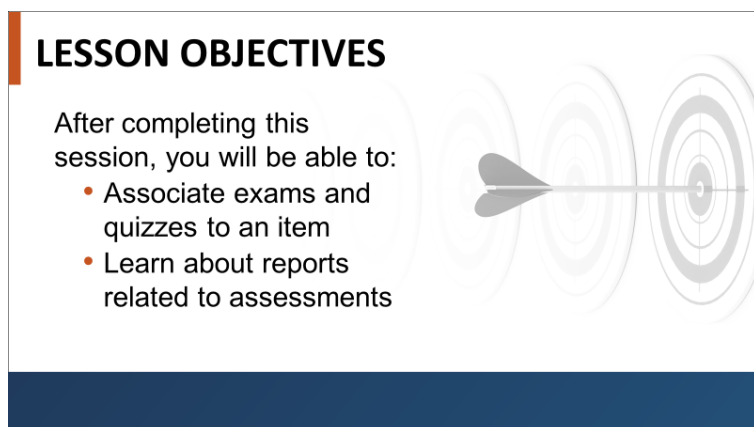 LESSON OBJECTIVES
After completing this
session, you will be able to:
• Associate exams and
quizzes to an item
• Learn about reports
related to assessments